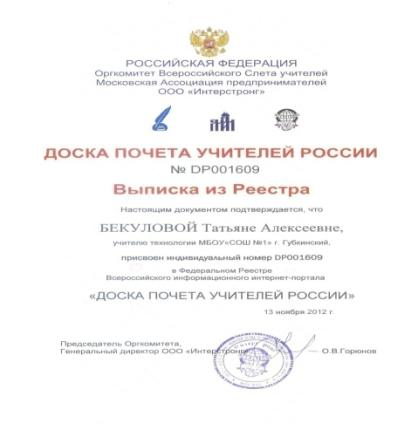 РОССИЙСКАЯ ФЕДЕРАЦИЯ
Оргкомитет Всероссийского Слета учителей
Московская Ассоциация предпринимателей
ООО «Интерстронг»
ДОСКА ПОЧЕТА УЧИТЕЛЕЙ РОССИИ
№ DP001609
Выписка из Реестра
Настоящим документом подтверждается, что
БЕКУЛОВОЙ Татьяне Алексеевне,
учителю технологии МБОУ«СОШ №1» г. Губкинский,
присвоен индивидуальный номер DP001609
в Федеральном Реестре
Всероссийского информационного интернет-портала
«ДОСКА ПОЧЕТА УЧИТЕЛЕЙ РОССИИ»
13 ноября 2012 г.
Председатель Оргкомитета,
Генеральный директор ООО «Интерстронг» О.В.Горюнов